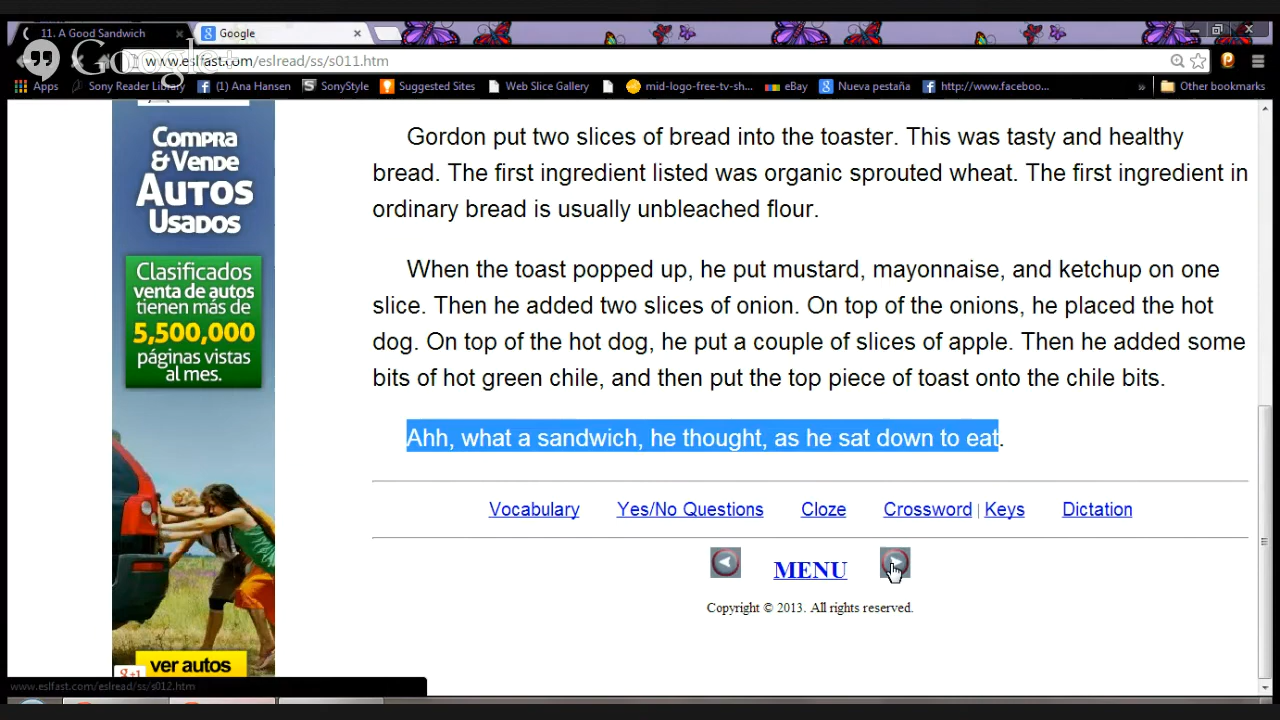 11. A Good Sandwich
Google
Google+
www.eslfast.com/eslread/ss/s011.htm
Apps
Sony Reader Library
(1) Ana Hansen
SonyStyle
Suggested Sites
Web Slice Gallery
mid-logo-free-tv-sh...
eBay
Nueva pestaña
http://www.faceboo...
»
Other bookmarks
COMPRA
& VENDE
AUTOS
USADOS
Clasificados
venta de autos
tienen más de
5,500,000
páginas vistas
al mes.
ver autos
g+1
Gordon put two slices of bread into the toaster. This was tasty and healthy
bread. The first ingredient listed was organic sprouted wheat. The first ingredient in
ordinary bread is usually unbleached flour.
When the toast popped up, he put mustard, mayonnaise, and ketchup on one
slice. Then he added two slices of onion. On top of the onions, he placed the hot
dog. On top of the hot dog, he put a couple of slices of apple. Then he added some
bits of hot green chile, and then put the top piece of toast onto the chile bits.
Ahh, what a sandwich, he thought, as he sat down to eat.
Vocabulary Yes/No Questions Cloze Crossword | Keys Dictation
MENU
Copyright © 2013. All rights reserved.
www.eslfast.com/eslread/ss/s012.htm